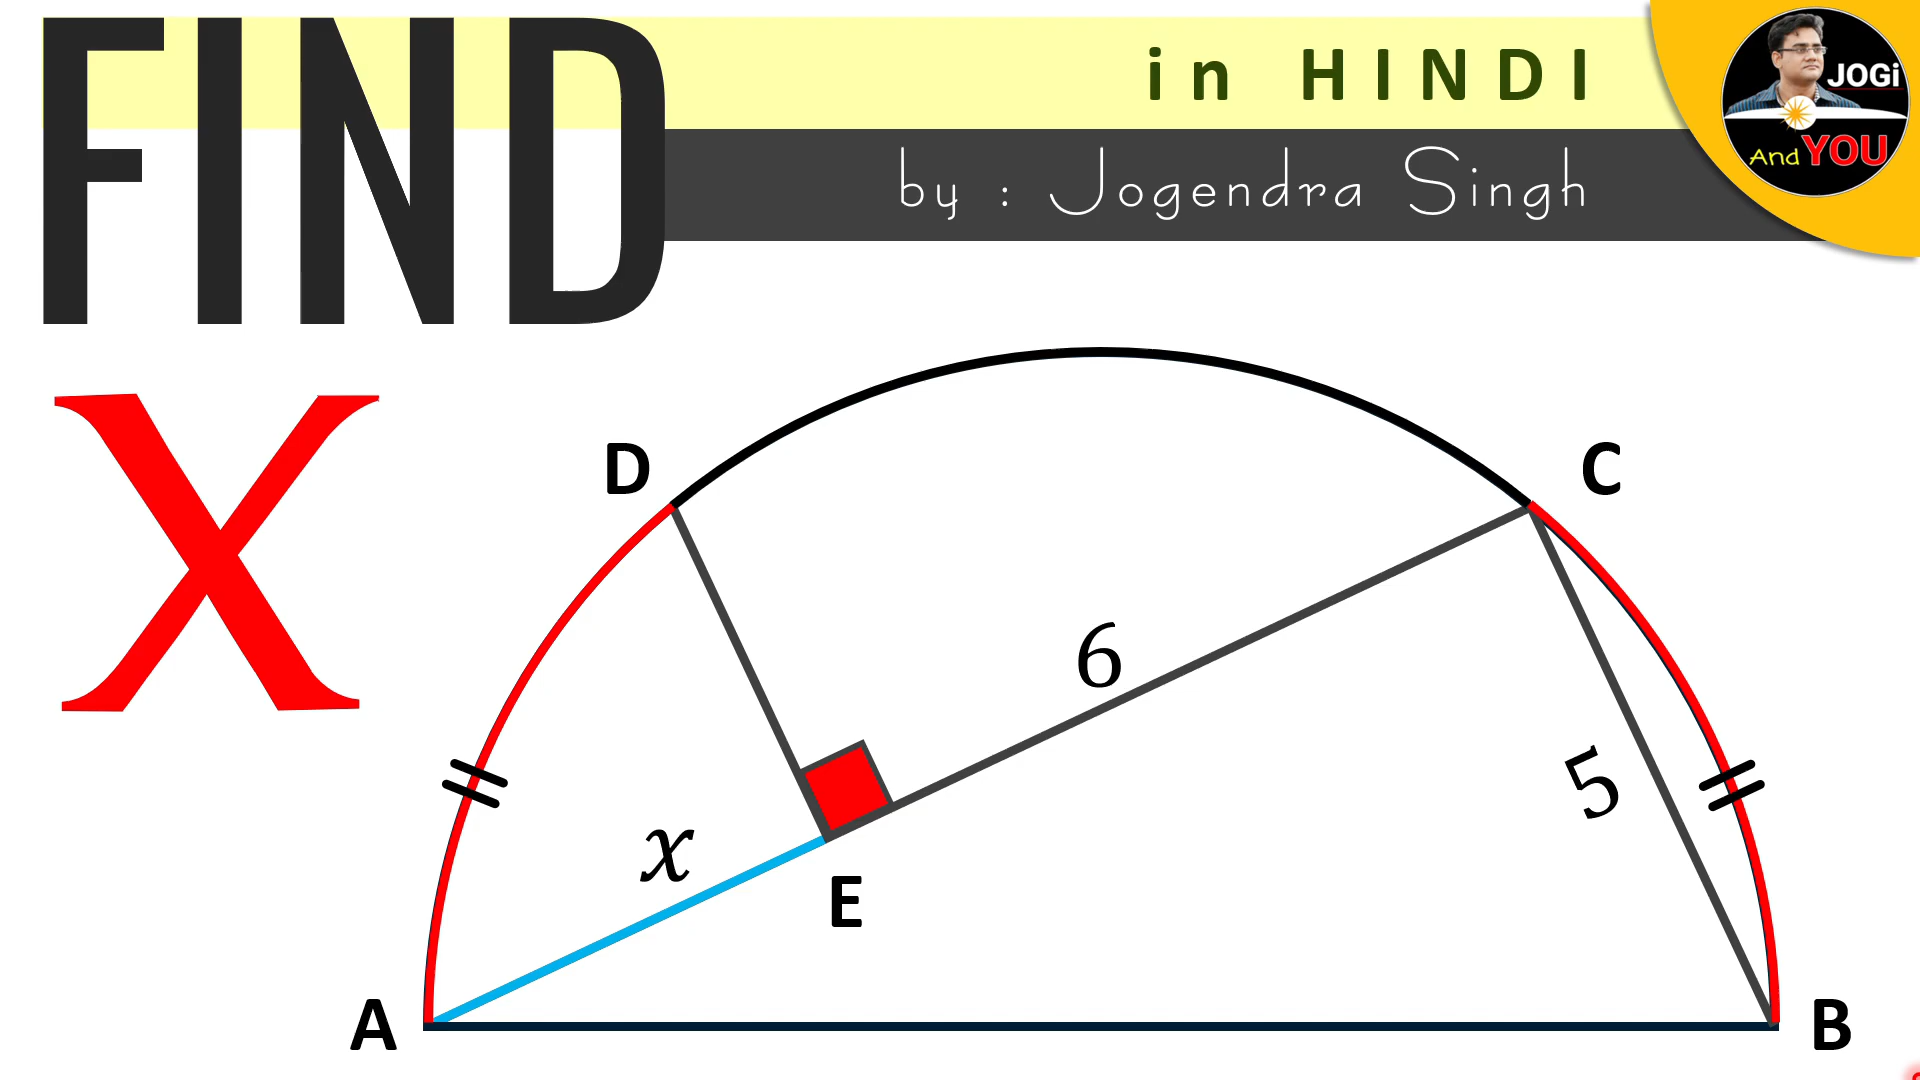 FIND
in HINDI
by : Jogendra Singh
JOGi
And YOU
X
D
C
6
5
x
E
A
B